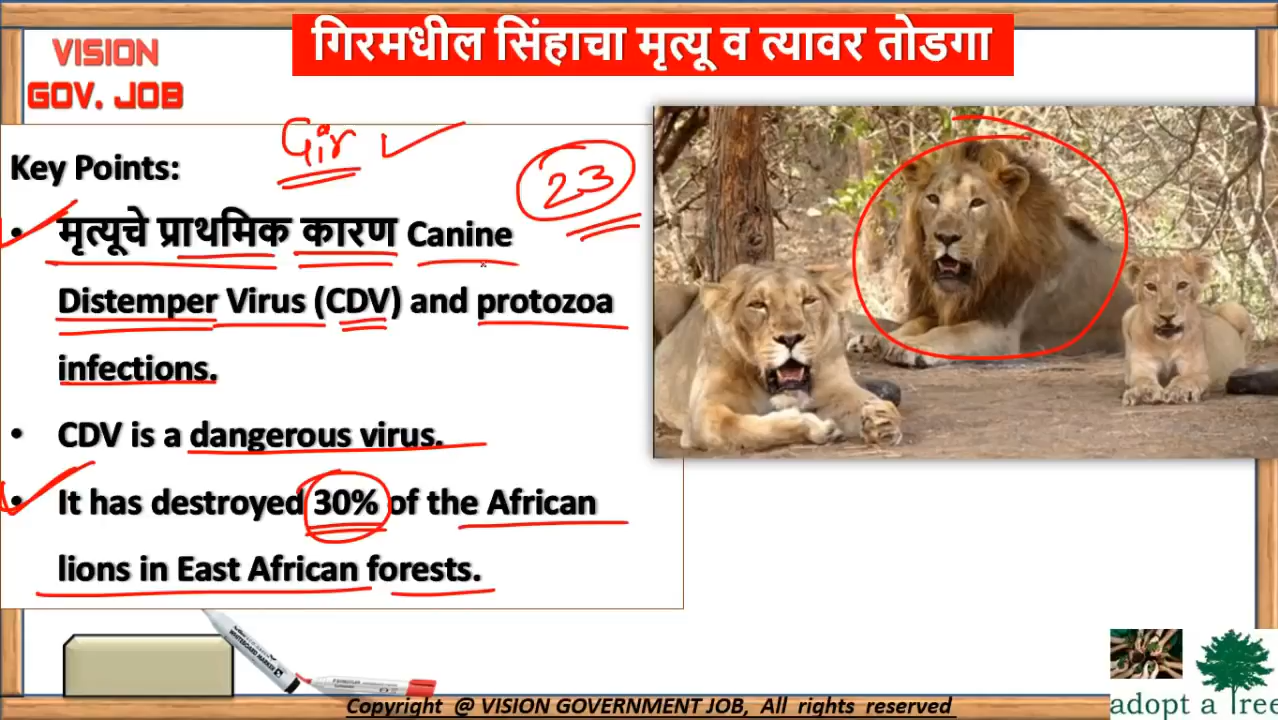 गिरमधील सिंहाचा मृत्यू व त्यावर तोडगा
VISION
GOV. JOB
Gir
23
Key Points:
• मृत्यूचे प्राथमिक कारण Canine
Distemper Virus (CDV) and protozoa
infections.
• CDV is a dangerous virus.
• It has destroyed 30% of the African
lions in East African forests.
WHITEBOARD MARKER
adopt a Tree
Copyright @ VISION GOVERNMENT JOB, All rights reserved